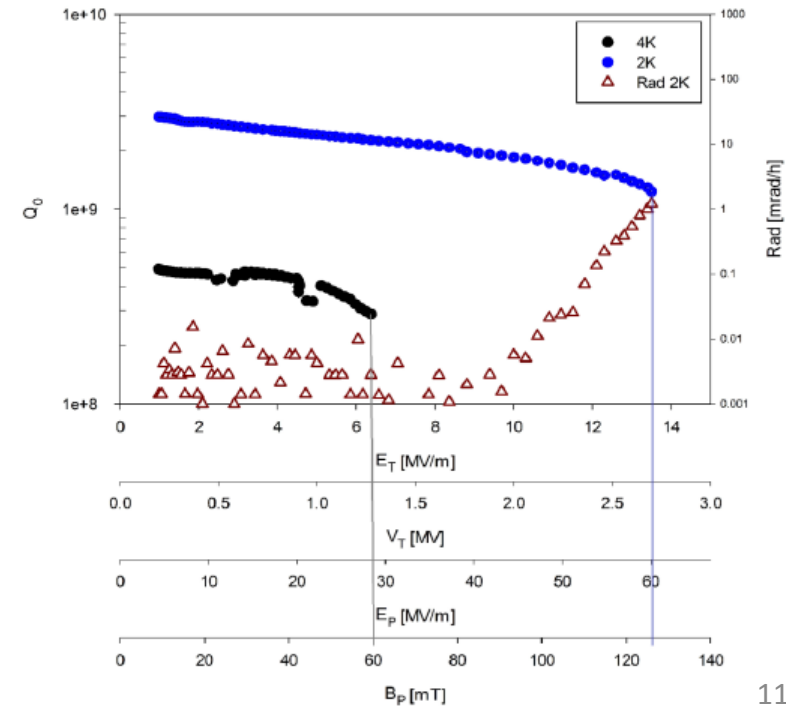 1e+10
1e+9
1e+8
Q0
1000
100
10
1
0.1
0.01
0.001
Rad [mrad/h]
4K
2K
Rad 2K
0 2 4 6 8 10 12 14
ET [MV/m]
0.0 0.5 1.0 1.5 2.0 2.5 3.0
VT [MV]
0 10 20 30 40 50 60
EP [MV/m]
0 20 40 60 80 100 120 140
BP [mT]
11